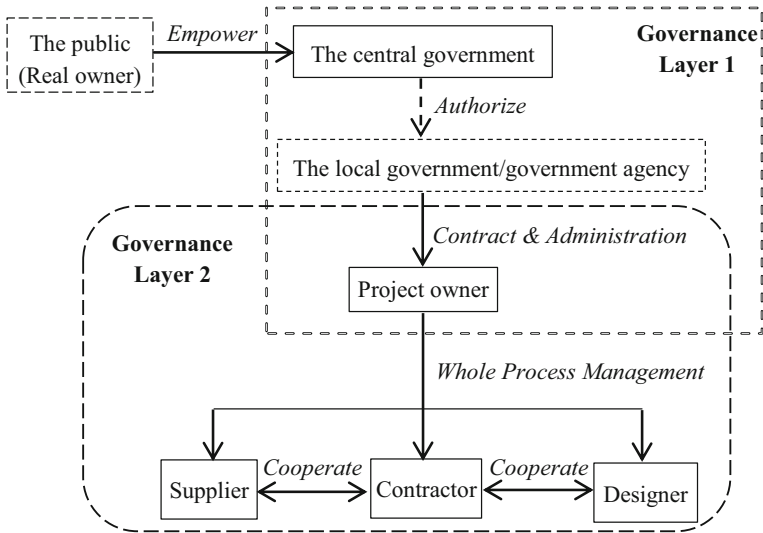 The public
(Real owner)
Empower
The central government
Governance
Layer 1
Authorize
The local government/government agency
Governance
Layer 2
Contract & Administration
Project owner
Whole Process Management
Cooperate
Cooperate
Supplier
Contractor
Designer